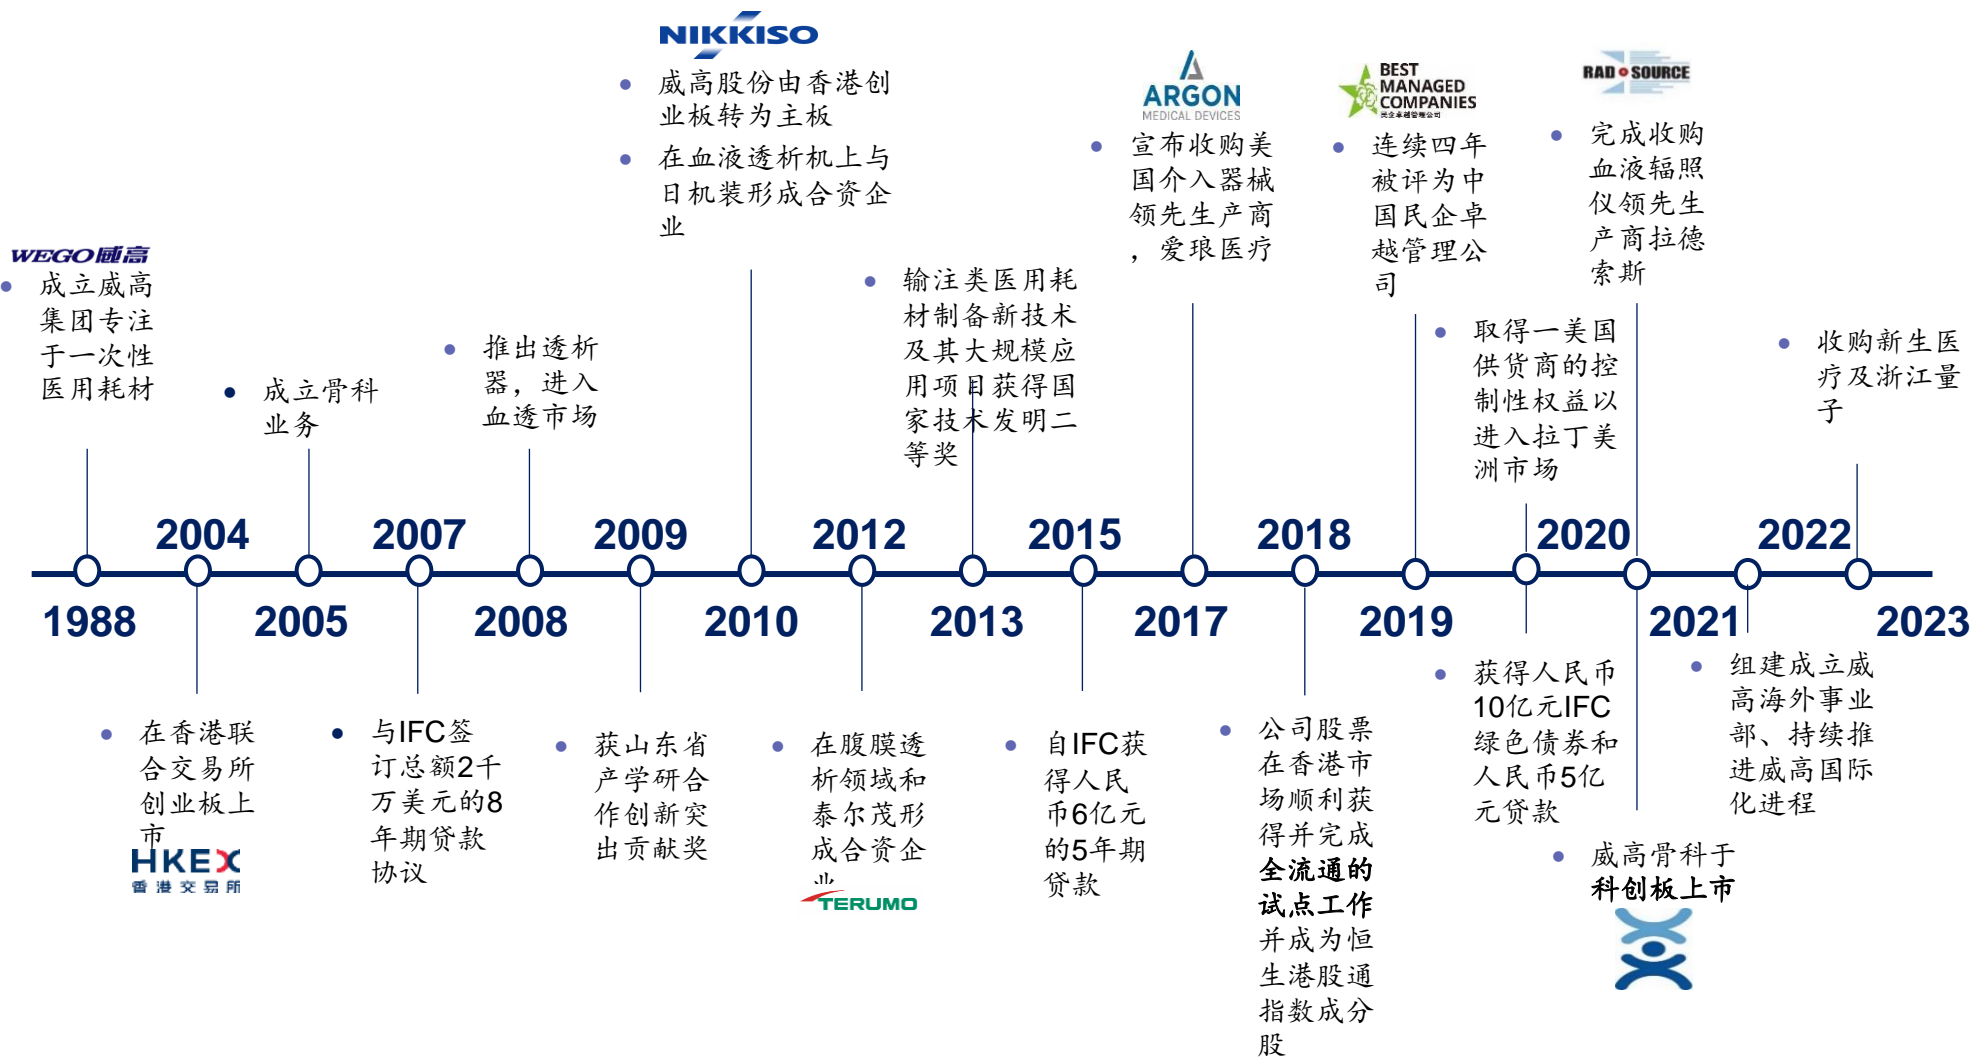 NIKKISO
威高股份由香港创
业板转为主板
在血液透析机上与
日机装形成合资企
业
ARGON
MEDICAL DEVICES
宣布收购美
国介入器械
领先生产商
，爱琅医疗
BEST
MANAGED
COMPANIES
民企卓越管理公司
连续四年
被评为中
国民企卓
越管理公
司
RAD SOURCE
完成收购
血液辐照
仪领先生
产商拉德
索斯
WEGO威高
成立威高
集团专注
于一次性
医用耗材
成立骨科
业务
推出透析
器，进入
血透市场
输注类医用耗
材制备新技术
及其大规模应
用项目获得国
家技术发明二
等奖
取得一美国
供货商的控
制性权益以
进入拉丁美
洲市场
收购新生医
疗及浙江量
子
2004
2007
2009
2012
2015
2018
2020
2022
1988
2005
2008
2010
2013
2017
2019
2021
2023
在香港联
合交易所
创业板上
市
HKEX
香港交易所
与IFC签
订总额2千
万美元的8
年期贷款
协议
获山东省
产学研合
作创新突
出贡献奖
在腹膜透
析领域和
泰尔茂形
成合资企
业
TERUMO
自IFC获
得人民
币6亿元
的5年期
贷款
公司股票
在香港市
场顺利获
得并完成
全流通的
试点工作
并成为恒
生港股通
指数成分
股
获得人民币
10亿元IFC
绿色债券和
人民币5亿
元贷款
威高骨科于
科创板上市
组建成立威
高海外事业
部、持续推
进威高国际
化进程